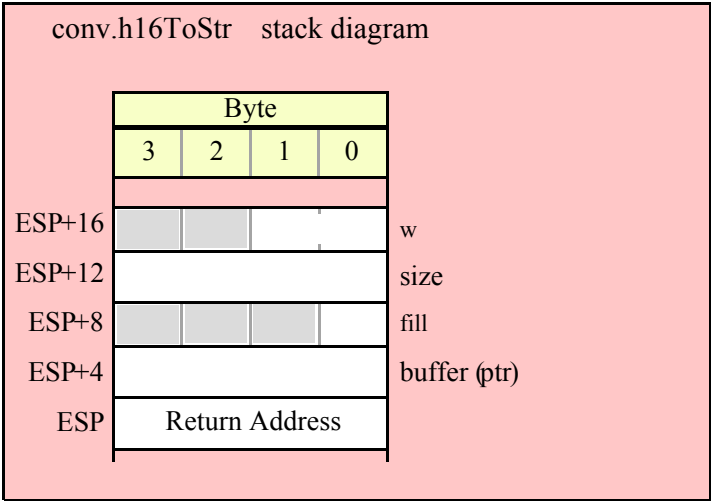 conv.h16ToStr stack diagram
Byte
3 2 1 0
ESP+16 w
ESP+12 size
ESP+8 fill
ESP+4 buffer (ptr)
ESP Return Address